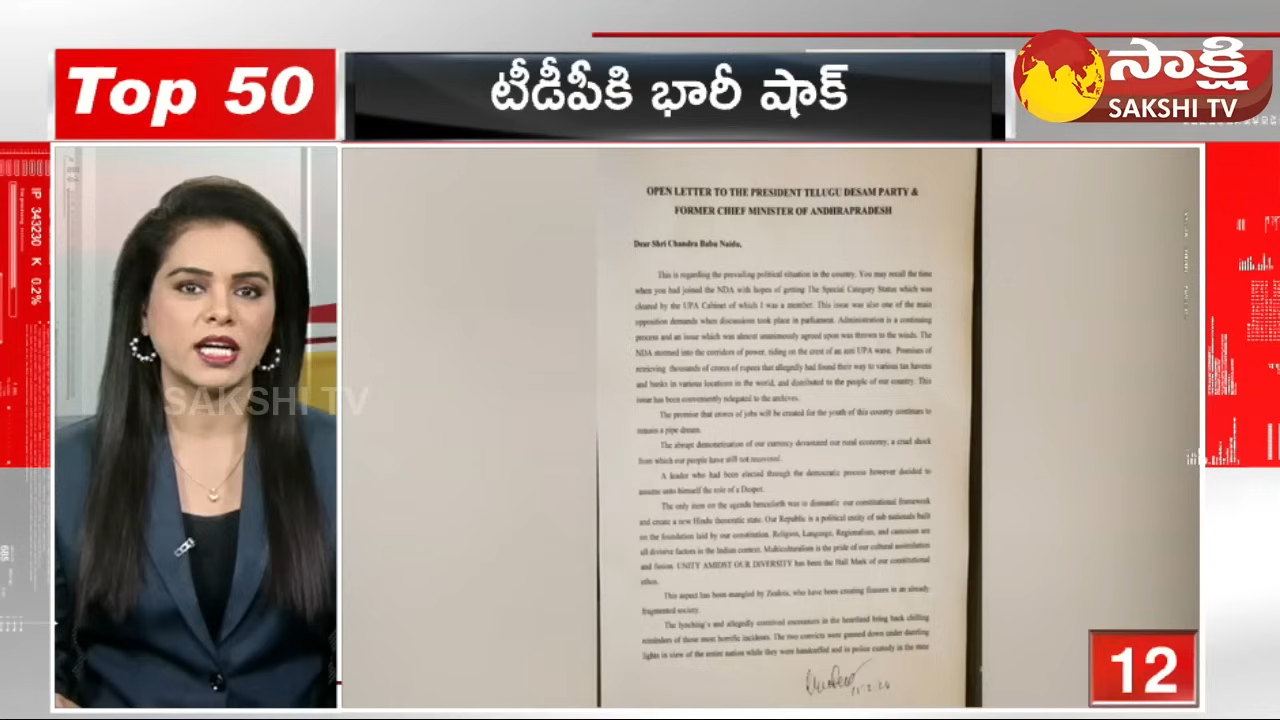 Top 50
టీడీపీకి భారీ షాక్
సాక్షి
SAKSHI TV
IP 343230 K 0.2%
SAKSHI TV
OPEN LETTER TO THE PRESIDENT TELUGU DESAM PARTY &
FORMER CHIEF MINISTER OF ANDHRAPRADESH
Dear Shri Chandra Babu Naidu,
This is regarding the prevailing political situation in the country. You may recall the time
when you had joined the NDA with hopes of getting The Special Category Status which was
cleared by the UPA Cabinet of which I was a member. This issue was also one of the main
opposition demands when discussions took place in parliament. Administration is a continuing
process and an issue which was almost unanimously agreed upon was thrown to the winds. The
NDA stormed into the corridors of power, riding on the crest of an anti UPA wave. Promises of
retrieving thousands of crores of rupees that allegedly had found their way to various tax havens
and banks in various locations in the world, and distributed to the people of our country. This
issue has been conveniently relegated to the archives.
The promise that crores of jobs will be created for the youth of this country continues to
remain a pipe dream.
The abrupt demonetization of our currency devastated our rural economy, a cruel shock
from which our people have still not recovered.
A leader who had been elected through the democratic process however decided to
assume unto himself the role of a Despot.
The only item on the agenda henceforth was to dismantle our constitutional framework
and create a new Hindu theocratic state. Our Republic is a political entity of sub nationals built
on the foundation laid by our constitution. Religion, Language, Regionalism, and casteism are
all divisive factors in the Indian context. Multiculturalism is the pride of our cultural assimilation
and fusion. UNITY AMIDST OUR DIVERSITY has been the Hall Mark of our constitutional
ethos.
This aspect has been mangled by Zealots, who have been creating fissures in an already
fragmented society.
The lynching's and allegedly contrived encounters in the heartland bring back chilling
reminders of those most horrific incidents. The two convicts were gunned down under dazzling
lights in view of the entire nation while they were handcuffed and in police custody in the state
12